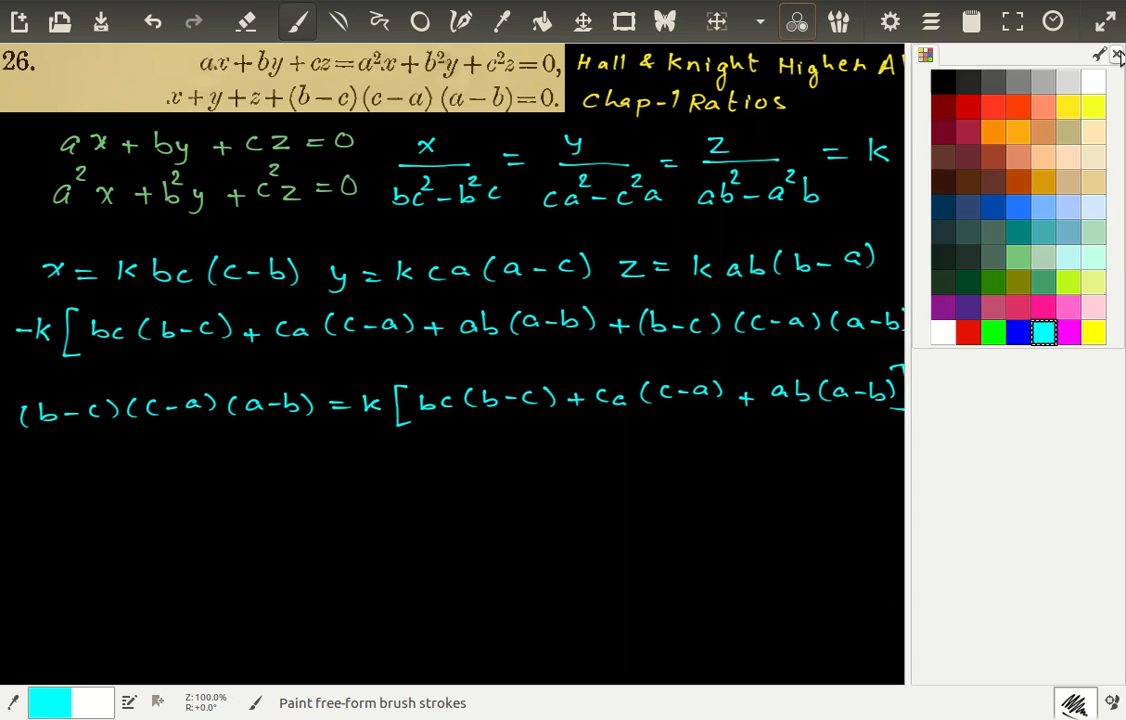 26. ax+by+cz=a²x+b²y+c²z=0,
x+y+z+(b−c)(c−a)(a−b)=0.
Hall & Knight Higher A
Chap-1 Ratios
ax + by + cz = 0
a²x + b²y + c²z = 0
x/(bc²−b²c) = y/(ca²−c²a) = z/(ab²−a²b) = k
x = k bc(c−b) y = k ca(a−c) z = k ab(b−a)
−k[bc(b−c) + ca(c−a) + ab(a−b) + (b−c)(c−a)(a−b)
(b−c)(c−a)(a−b) = k[bc(b−c) + ca(c−a) + ab(a−b)]
Z: 100.0%
R: +0.0°
Paint free-form brush strokes